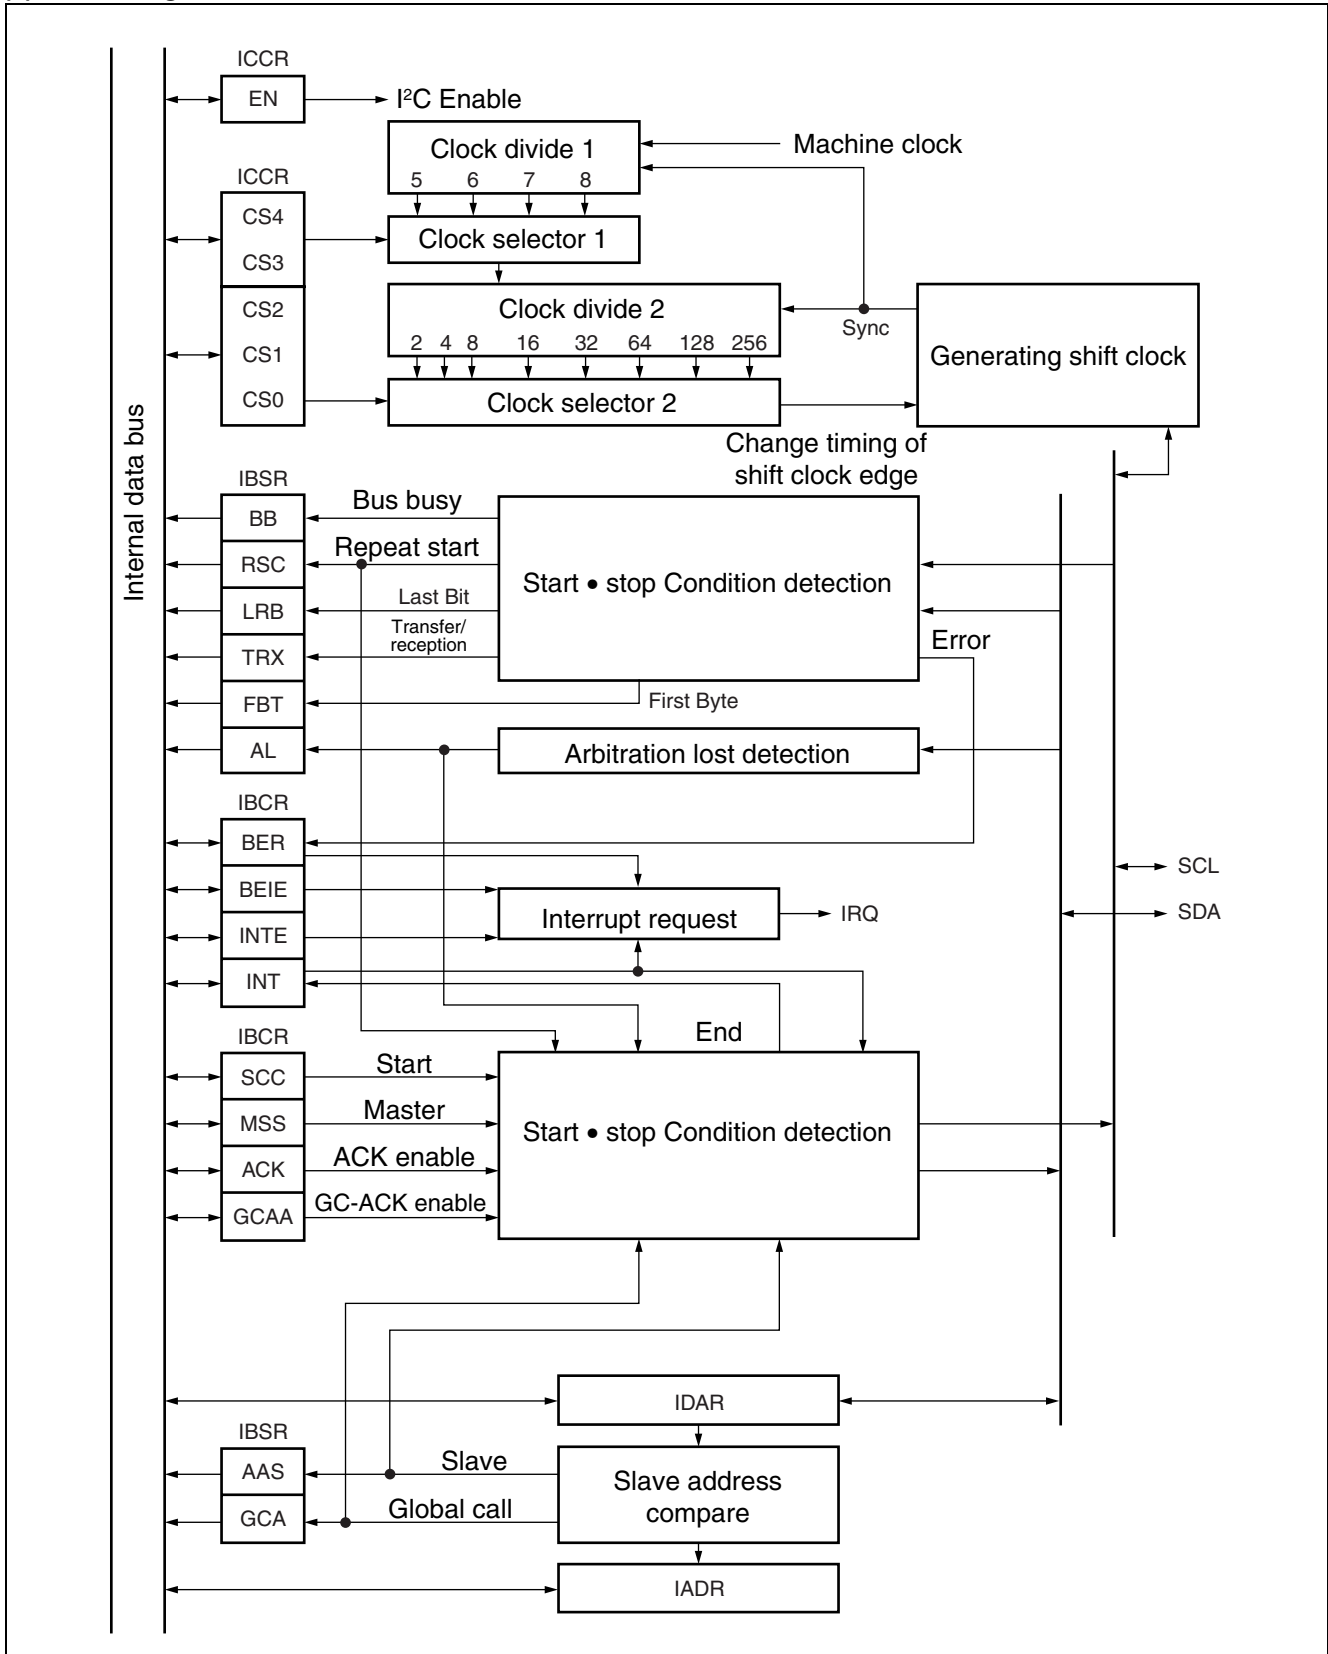 ICCR
EN
I²C Enable
Clock divide 1
Machine clock
5 6 7 8
ICCR
CS4
CS3
Clock selector 1
CS2
CS1
CS0
Clock divide 2
2 4 8 16 32 64 128 256
Sync
Generating shift clock
Clock selector 2
Change timing of
shift clock edge
Internal data bus
IBSR
BB
Bus busy
RSC
Repeat start
LRB
Last Bit
TRX
Transfer/
reception
FBT
First Byte
Start • stop Condition detection
Error
AL
Arbitration lost detection
IBCR
BER
BEIE
INTE
INT
Interrupt request
IRQ
SCL
SDA
End
IBCR
SCC
Start
MSS
Master
ACK
ACK enable
GCAA
GC-ACK enable
Start • stop Condition detection
IDAR
IBSR
AAS
Slave
GCA
Global call
Slave address
compare
IADR